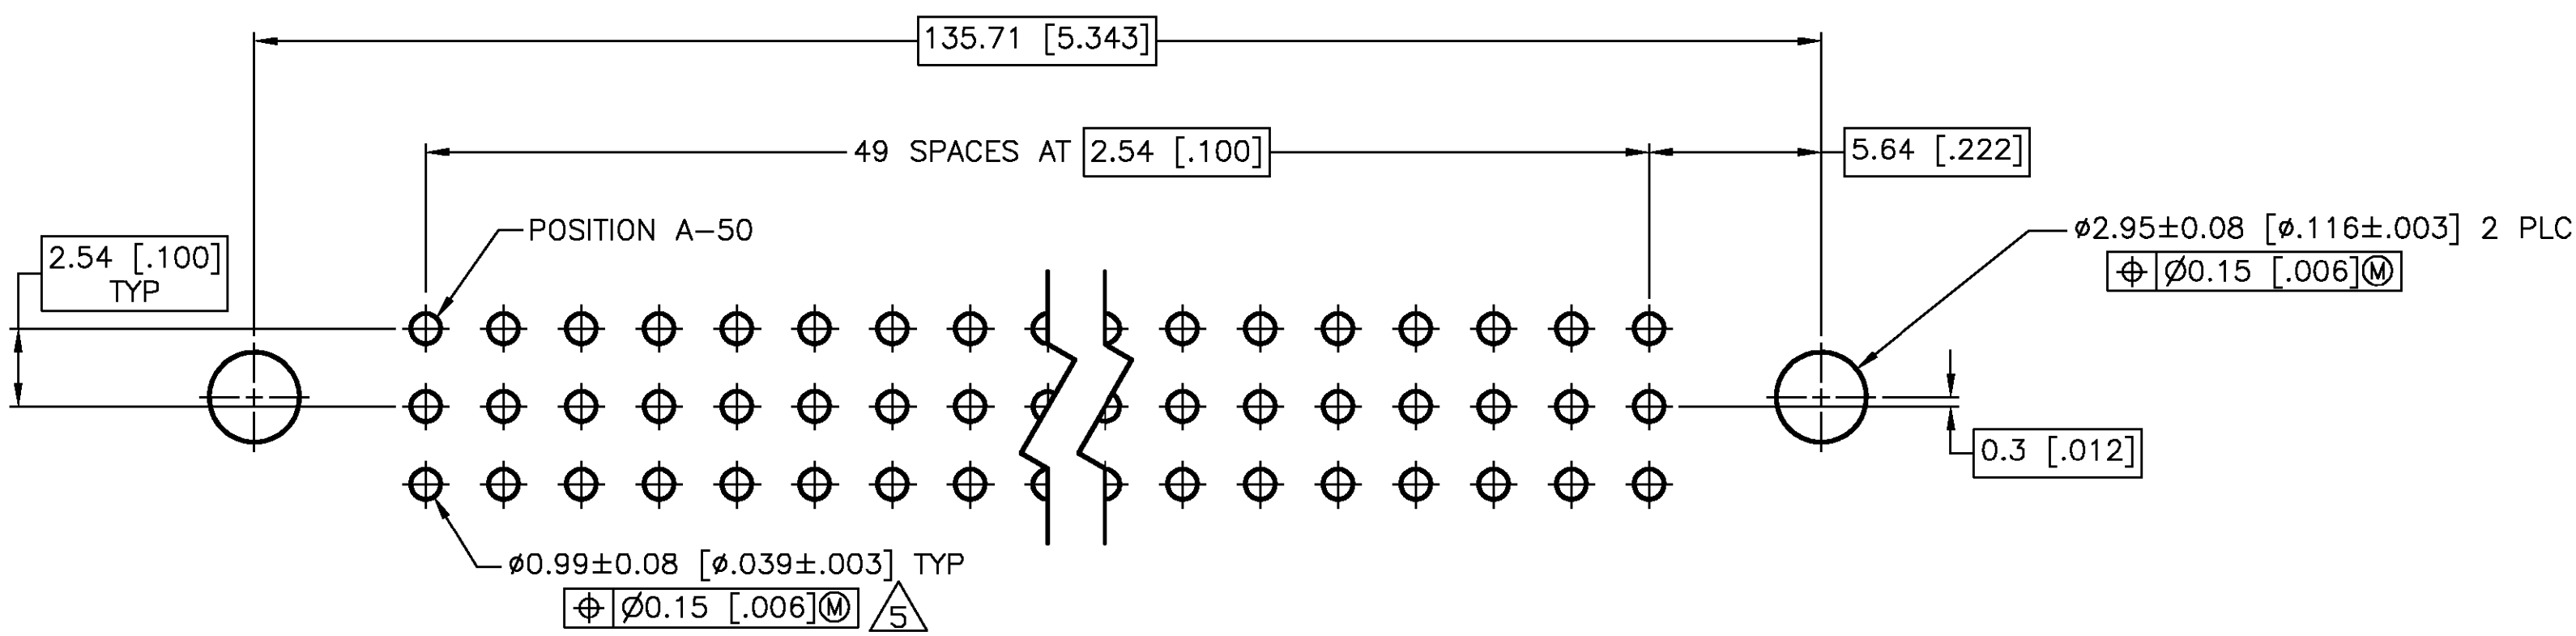 135.71 [5.343]
49 SPACES AT 2.54 [.100]
5.64 [.222]
POSITION A-50
2.54 [.100]
TYP
ø2.95±0.08 [ø.116±.003] 2 PLC
⌖ Ø0.15 [.006]Ⓜ
0.3 [.012]
ø0.99±0.08 [ø.039±.003] TYP
⌖ Ø0.15 [.006]Ⓜ 5